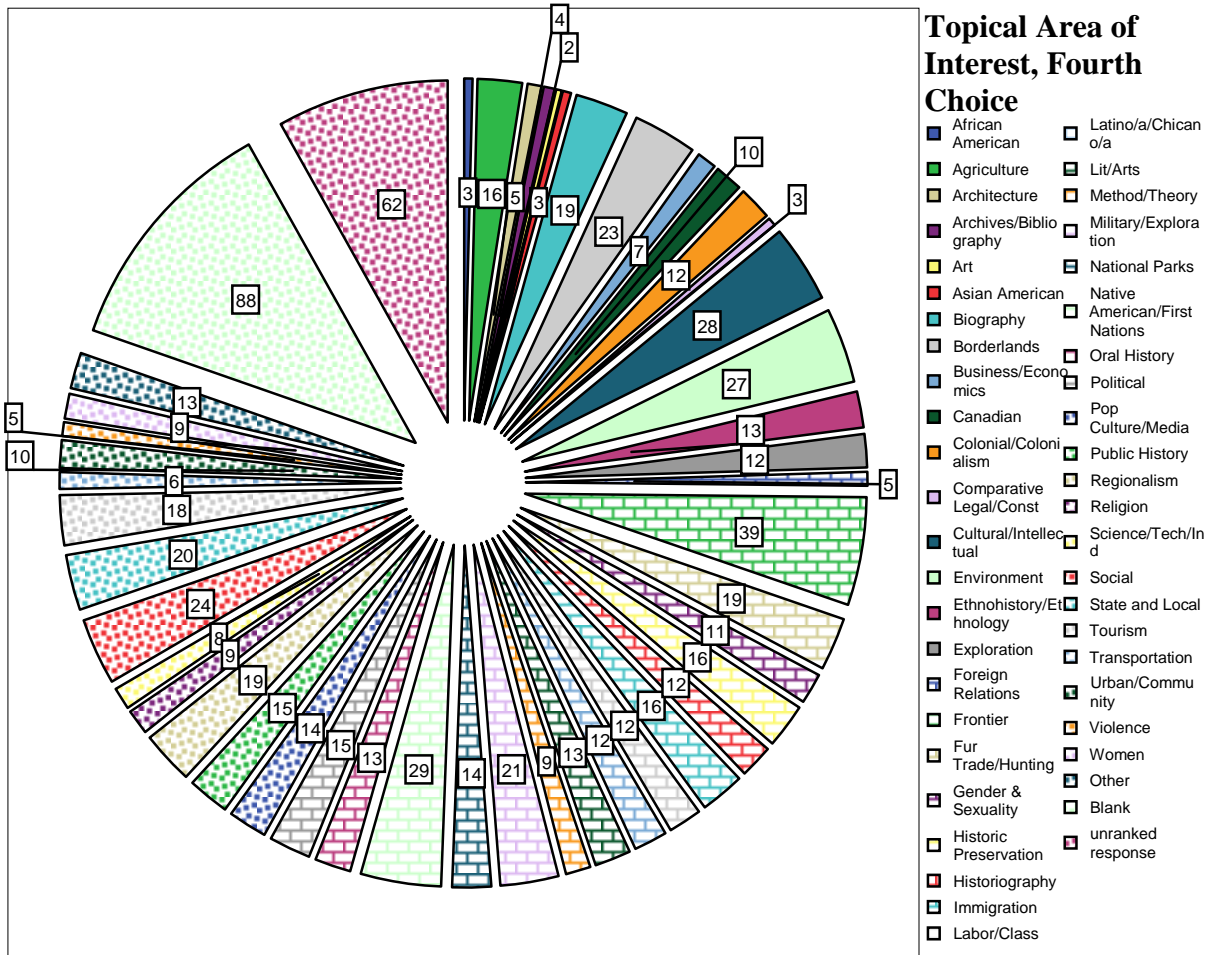 Topical Area of
Interest, Fourth
Choice
African
American
Agriculture
Architecture
Archives/Biblio
graphy
Art
Asian American
Biography
Borderlands
Business/Econo
mics
Canadian
Colonial/Coloni
alism
Comparative
Legal/Const
Cultural/Intellec
tual
Environment
Ethnohistory/Et
hnology
Exploration
Foreign
Relations
Frontier
Fur
Trade/Hunting
Gender &
Sexuality
Historic
Preservation
Historiography
Immigration
Labor/Class
Latino/a/Chican
o/a
Lit/Arts
Method/Theory
Military/Explora
tion
National Parks
Native
American/First
Nations
Oral History
Political
Pop
Culture/Media
Public History
Regionalism
Religion
Science/Tech/In
d
Social
State and Local
Tourism
Transportation
Urban/Commu
nity
Violence
Women
Other
Blank
unranked
response
3
16
5
4
3
2
19
23
7
10
12
3
28
27
13
12
5
39
19
11
16
12
16
12
12
13
9
21
14
29
13
15
14
15
19
9
8
24
20
18
6
10
5
9
13
88
62